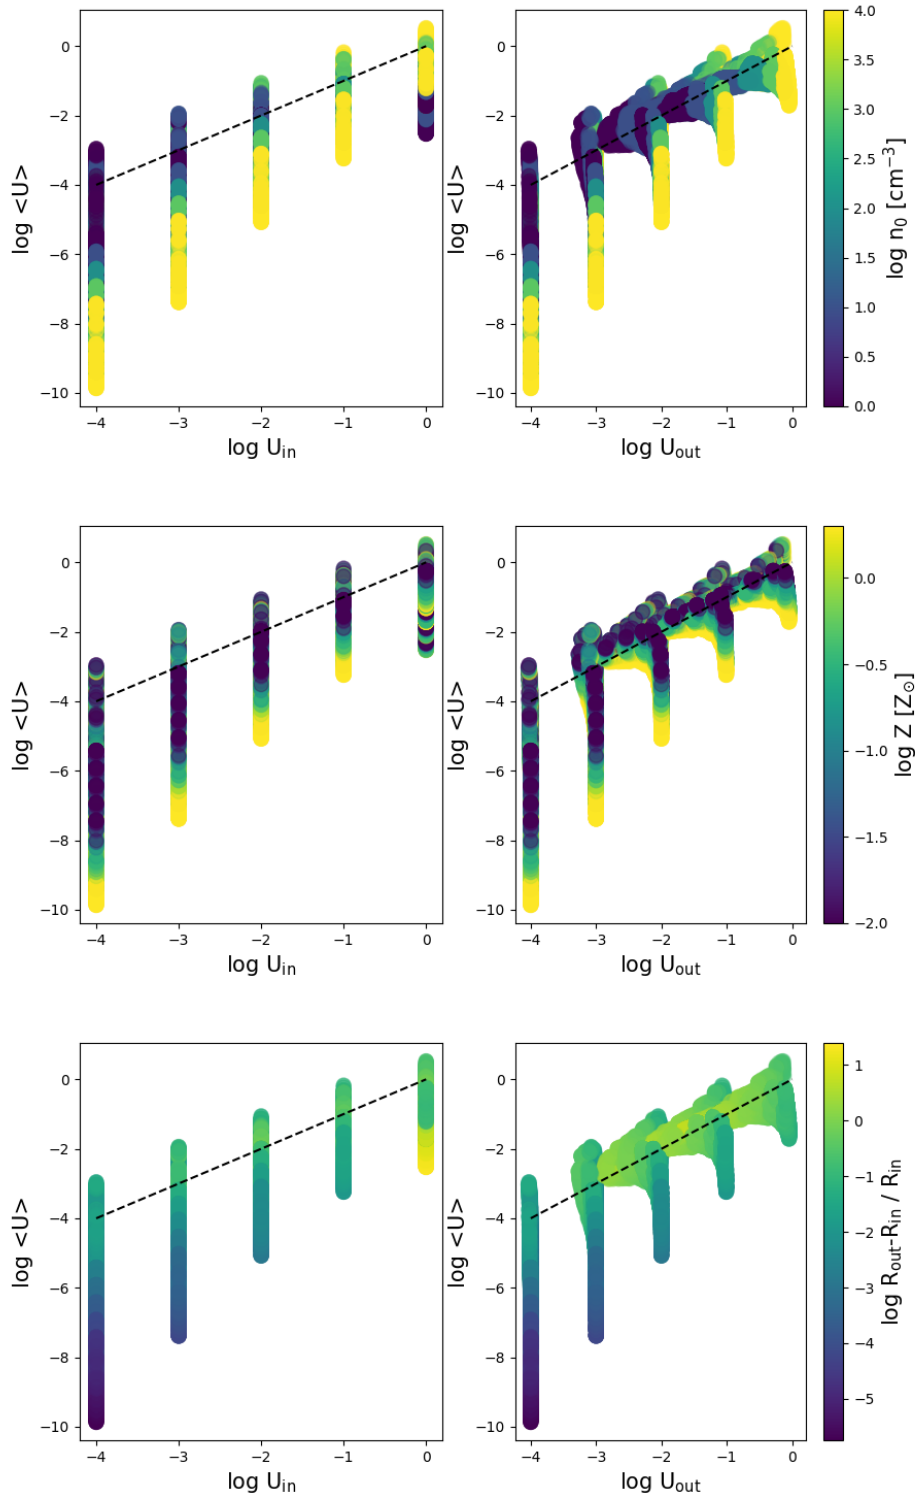 0
−2
−4
−6
−8
−10
log <U>
−4 −3 −2 −1 0
log U_in
0
−2
−4
−6
−8
−10
log <U>
−4 −3 −2 −1 0
log U_out
4.0
3.5
3.0
2.5
2.0
1.5
1.0
0.5
0.0
log n_0 [cm^−3]
0
−2
−4
−6
−8
−10
log <U>
−4 −3 −2 −1 0
log U_in
0
−2
−4
−6
−8
−10
log <U>
−4 −3 −2 −1 0
log U_out
0.0
−0.5
−1.0
−1.5
−2.0
log Z [Z_⊙]
0
−2
−4
−6
−8
−10
log <U>
−4 −3 −2 −1 0
log U_in
0
−2
−4
−6
−8
−10
log <U>
−4 −3 −2 −1 0
log U_out
1
0
−1
−2
−3
−4
−5
log R_out-R_in / R_in